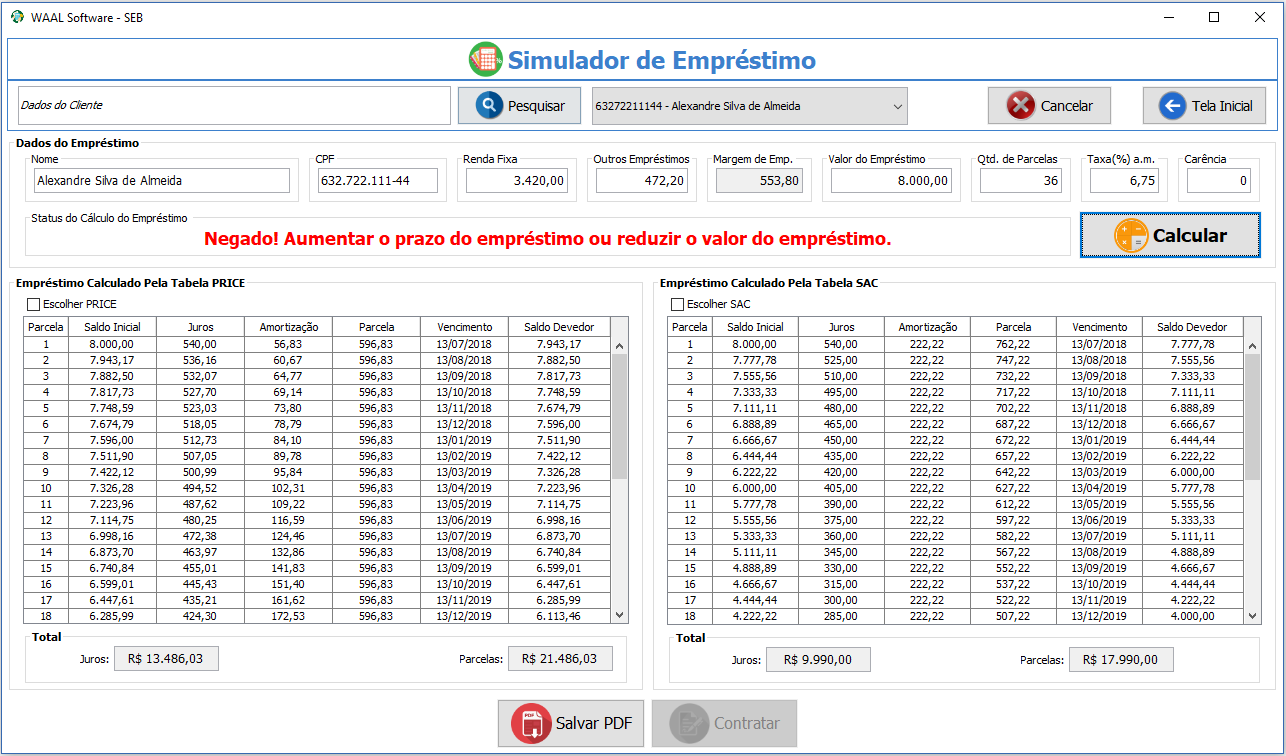 WAAL Software - SEB
Simulador de Empréstimo
Dados do Cliente
Pesquisar
63272211144 - Alexandre Silva de Almeida
Cancelar
Tela Inicial
Dados do Empréstimo
Nome CPF Renda Fixa Outros Empréstimos Margem de Emp. Valor do Empréstimo Qtd. de Parcelas Taxa(%) a.m. Carência
Alexandre Silva de Almeida 632.722.111-44 3.420,00 472,20 553,80 8.000,00 36 6,75 0
Status do Cálculo do Empréstimo
Negado! Aumentar o prazo do empréstimo ou reduzir o valor do empréstimo.
Calcular
Empréstimo Calculado Pela Tabela PRICE
Escolher PRICE
Parcela Saldo Inicial Juros Amortização Parcela Vencimento Saldo Devedor
1 8.000,00 540,00 56,83 596,83 13/07/2018 7.943,17
2 7.943,17 536,16 60,67 596,83 13/08/2018 7.882,50
3 7.882,50 532,07 64,77 596,83 13/09/2018 7.817,73
4 7.817,73 527,70 69,14 596,83 13/10/2018 7.748,59
5 7.748,59 523,03 73,80 596,83 13/11/2018 7.674,79
6 7.674,79 518,05 78,79 596,83 13/12/2018 7.596,00
7 7.596,00 512,73 84,10 596,83 13/01/2019 7.511,90
8 7.511,90 507,05 89,78 596,83 13/02/2019 7.422,12
9 7.422,12 500,99 95,84 596,83 13/03/2019 7.326,28
10 7.326,28 494,52 102,31 596,83 13/04/2019 7.223,96
11 7.223,96 487,62 109,22 596,83 13/05/2019 7.114,75
12 7.114,75 480,25 116,59 596,83 13/06/2019 6.998,16
13 6.998,16 472,38 124,46 596,83 13/07/2019 6.873,70
14 6.873,70 463,97 132,86 596,83 13/08/2019 6.740,84
15 6.740,84 455,01 141,83 596,83 13/09/2019 6.599,01
16 6.599,01 445,43 151,40 596,83 13/10/2019 6.447,61
17 6.447,61 435,21 161,62 596,83 13/11/2019 6.285,99
18 6.285,99 424,30 172,53 596,83 13/12/2019 6.113,46
Total
Juros: R$ 13.486,03 Parcelas: R$ 21.486,03
Empréstimo Calculado Pela Tabela SAC
Escolher SAC
Parcela Saldo Inicial Juros Amortização Parcela Vencimento Saldo Devedor
1 8.000,00 540,00 222,22 762,22 13/07/2018 7.777,78
2 7.777,78 525,00 222,22 747,22 13/08/2018 7.555,56
3 7.555,56 510,00 222,22 732,22 13/09/2018 7.333,33
4 7.333,33 495,00 222,22 717,22 13/10/2018 7.111,11
5 7.111,11 480,00 222,22 702,22 13/11/2018 6.888,89
6 6.888,89 465,00 222,22 687,22 13/12/2018 6.666,67
7 6.666,67 450,00 222,22 672,22 13/01/2019 6.444,44
8 6.444,44 435,00 222,22 657,22 13/02/2019 6.222,22
9 6.222,22 420,00 222,22 642,22 13/03/2019 6.000,00
10 6.000,00 405,00 222,22 627,22 13/04/2019 5.777,78
11 5.777,78 390,00 222,22 612,22 13/05/2019 5.555,56
12 5.555,56 375,00 222,22 597,22 13/06/2019 5.333,33
13 5.333,33 360,00 222,22 582,22 13/07/2019 5.111,11
14 5.111,11 345,00 222,22 567,22 13/08/2019 4.888,89
15 4.888,89 330,00 222,22 552,22 13/09/2019 4.666,67
16 4.666,67 315,00 222,22 537,22 13/10/2019 4.444,44
17 4.444,44 300,00 222,22 522,22 13/11/2019 4.222,22
18 4.222,22 285,00 222,22 507,22 13/12/2019 4.000,00
Total
Juros: R$ 9.990,00 Parcelas: R$ 17.990,00
PDF
Salvar PDF
Contratar